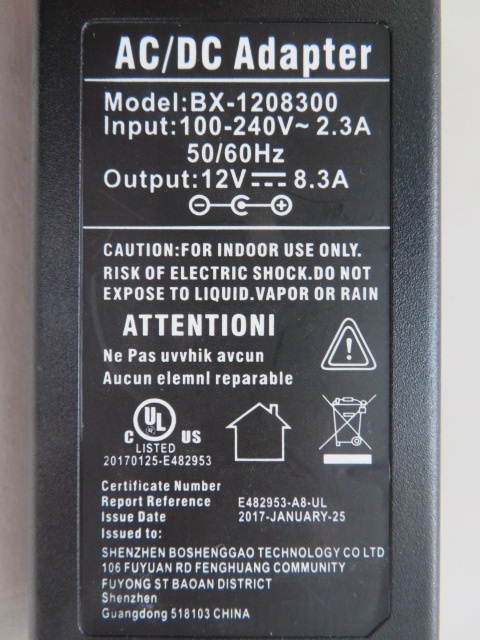 AC/DC Adapter
Model:BX-1208300
Input:100-240V~ 2.3A
50/60Hz
Output:12V⎓8.3A
CAUTION:FOR INDOOR USE ONLY.
RISK OF ELECTRIC SHOCK.DO NOT
EXPOSE TO LIQUID.VAPOR OR RAIN
ATTENTIONI
Ne Pas uvvhik avcun
Aucun elemnl reparable
C UL US
LISTED
20170125-E482953
Certificate Number
Report Reference E482953-A8-UL
Issue Date 2017-JANUARY-25
Issued to:
SHENZHEN BOSHENGGAO TECHNOLOGY CO LTD
106 FUYUAN RD FENGHUANG COMMUNITY
FUYONG ST BAOAN DISTRICT
Shenzhen
Guangdong 518103 CHINA